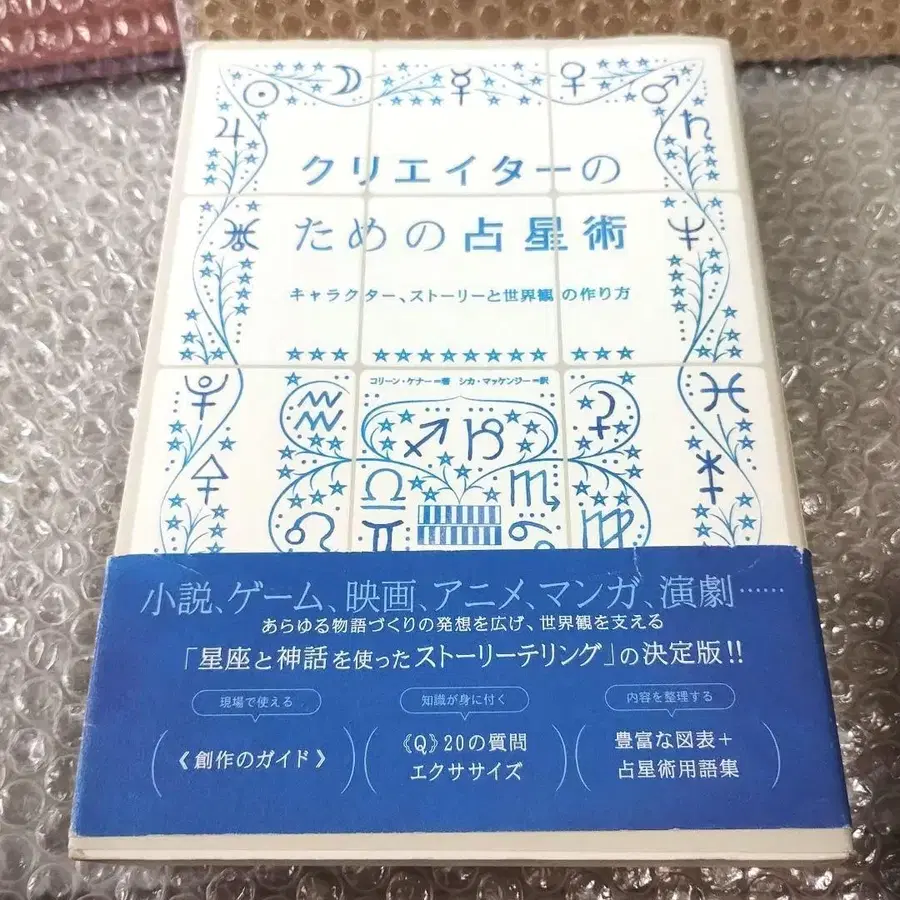 クリエイターの
ための占星術
キャラクター、ストーリーと世界観の作り方
コリーン・ケナー=著 シカ・マッケンジー=訳
小説、ゲーム、映画、アニメ、マンガ、演劇……
あらゆる物語づくりの発想を広げ、世界観を支える
「星座と神話を使ったストーリーテリング」の決定版!!
現場で使える
《創作のガイド》
知識が身に付く
《Q》20の質問
エクササイズ
内容を整理する
豊富な図表+
占星術用語集